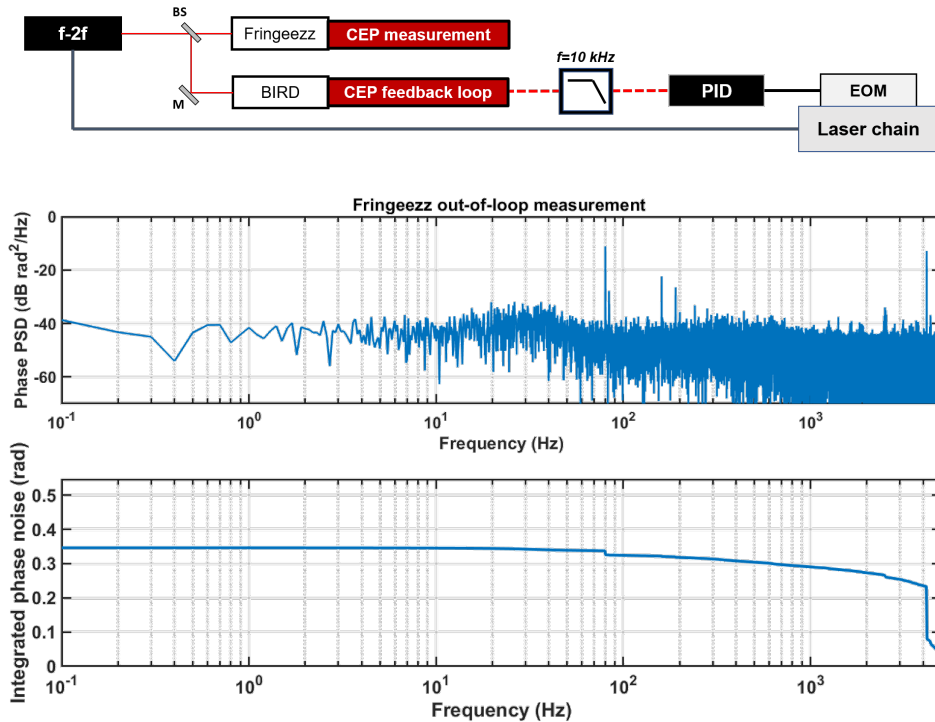 BS
f-2f
Fringeezz
CEP measurement
f=10 kHz
M
BIRD
CEP feedback loop
PID
EOM
Laser chain
Fringeezz out-of-loop measurement
Phase PSD (dB rad²/Hz)
0
-20
-40
-60
10⁻¹ 10⁰ 10¹ 10² 10³
Frequency (Hz)
Integrated phase noise (rad)
0.5
0.4
0.3
0.2
0.1
0
10⁻¹ 10⁰ 10¹ 10² 10³
Frequency (Hz)